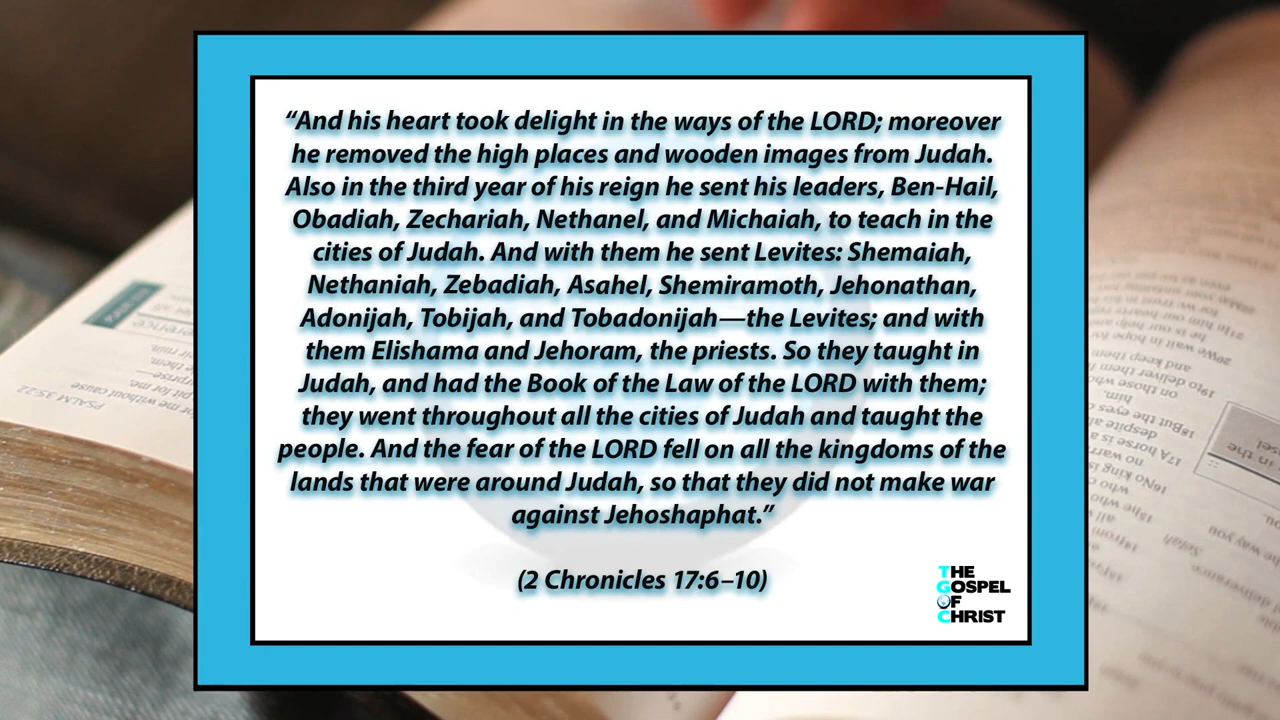 “And his heart took delight in the ways of the LORD; moreover
he removed the high places and wooden images from Judah.
Also in the third year of his reign he sent his leaders, Ben-Hail,
Obadiah, Zechariah, Nethanel, and Michaiah, to teach in the
cities of Judah. And with them he sent Levites: Shemaiah,
Nethaniah, Zebadiah, Asahel, Shemiramoth, Jehonathan,
Adonijah, Tobijah, and Tobadonijah—the Levites; and with
them Elishama and Jehoram, the priests. So they taught in
Judah, and had the Book of the Law of the LORD with them;
they went throughout all the cities of Judah and taught the
people. And the fear of the LORD fell on all the kingdoms of the
lands that were around Judah, so that they did not make war
against Jehoshaphat.”
(2 Chronicles 17:6–10)
THE
GOSPEL
OF
CHRIST
PSALM 35:22